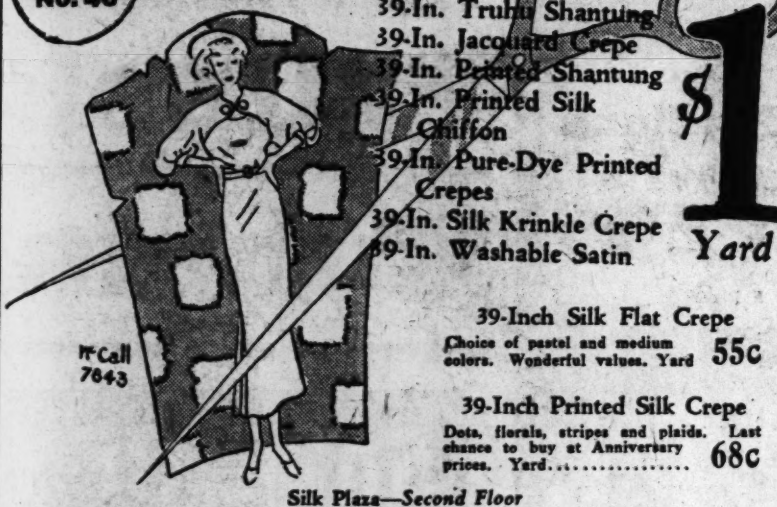 No. 40
39-In. Truhu Shantung
39-In. Jacquard Crepe
39-In. Printed Shantung
39-In. Printed Silk
Chiffon
39-In. Pure-Dye Printed
Crepes
39-In. Silk Krinkle Crepe
39-In. Washable Satin
$1
Yard
McCall
7843
39-Inch Silk Flat Crepe
Choice of pastel and medium
colors. Wonderful values. Yard 55c
39-Inch Printed Silk Crepe
Dots, florals, stripes and plaids. Last
chance to buy at Anniversary
prices. Yard............... 68c
Silk Plaza—Second Floor